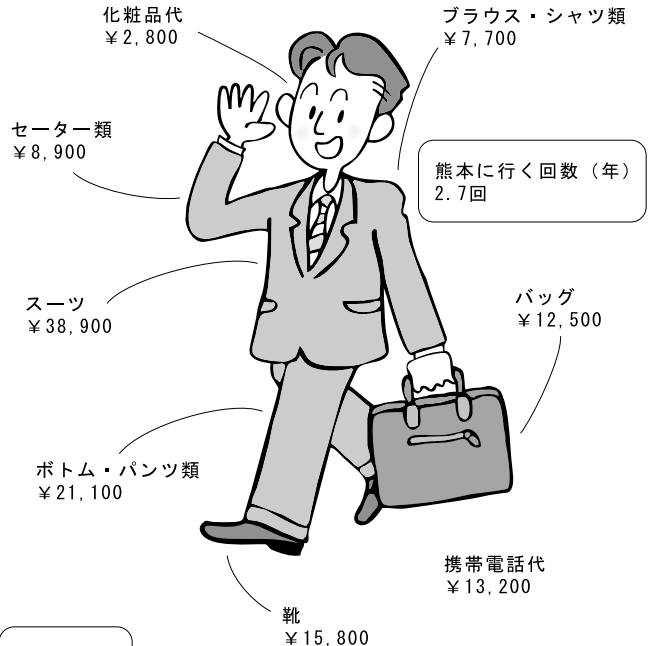 化粧品代
￥2,800
ブラウス・シャツ類
￥7,700
セーター類
￥8,900
熊本に行く回数（年）
2.7回
スーツ
￥38,900
バッグ
￥12,500
ボトム・パンツ類
￥21,100
携帯電話代
￥13,200
靴
￥15,800